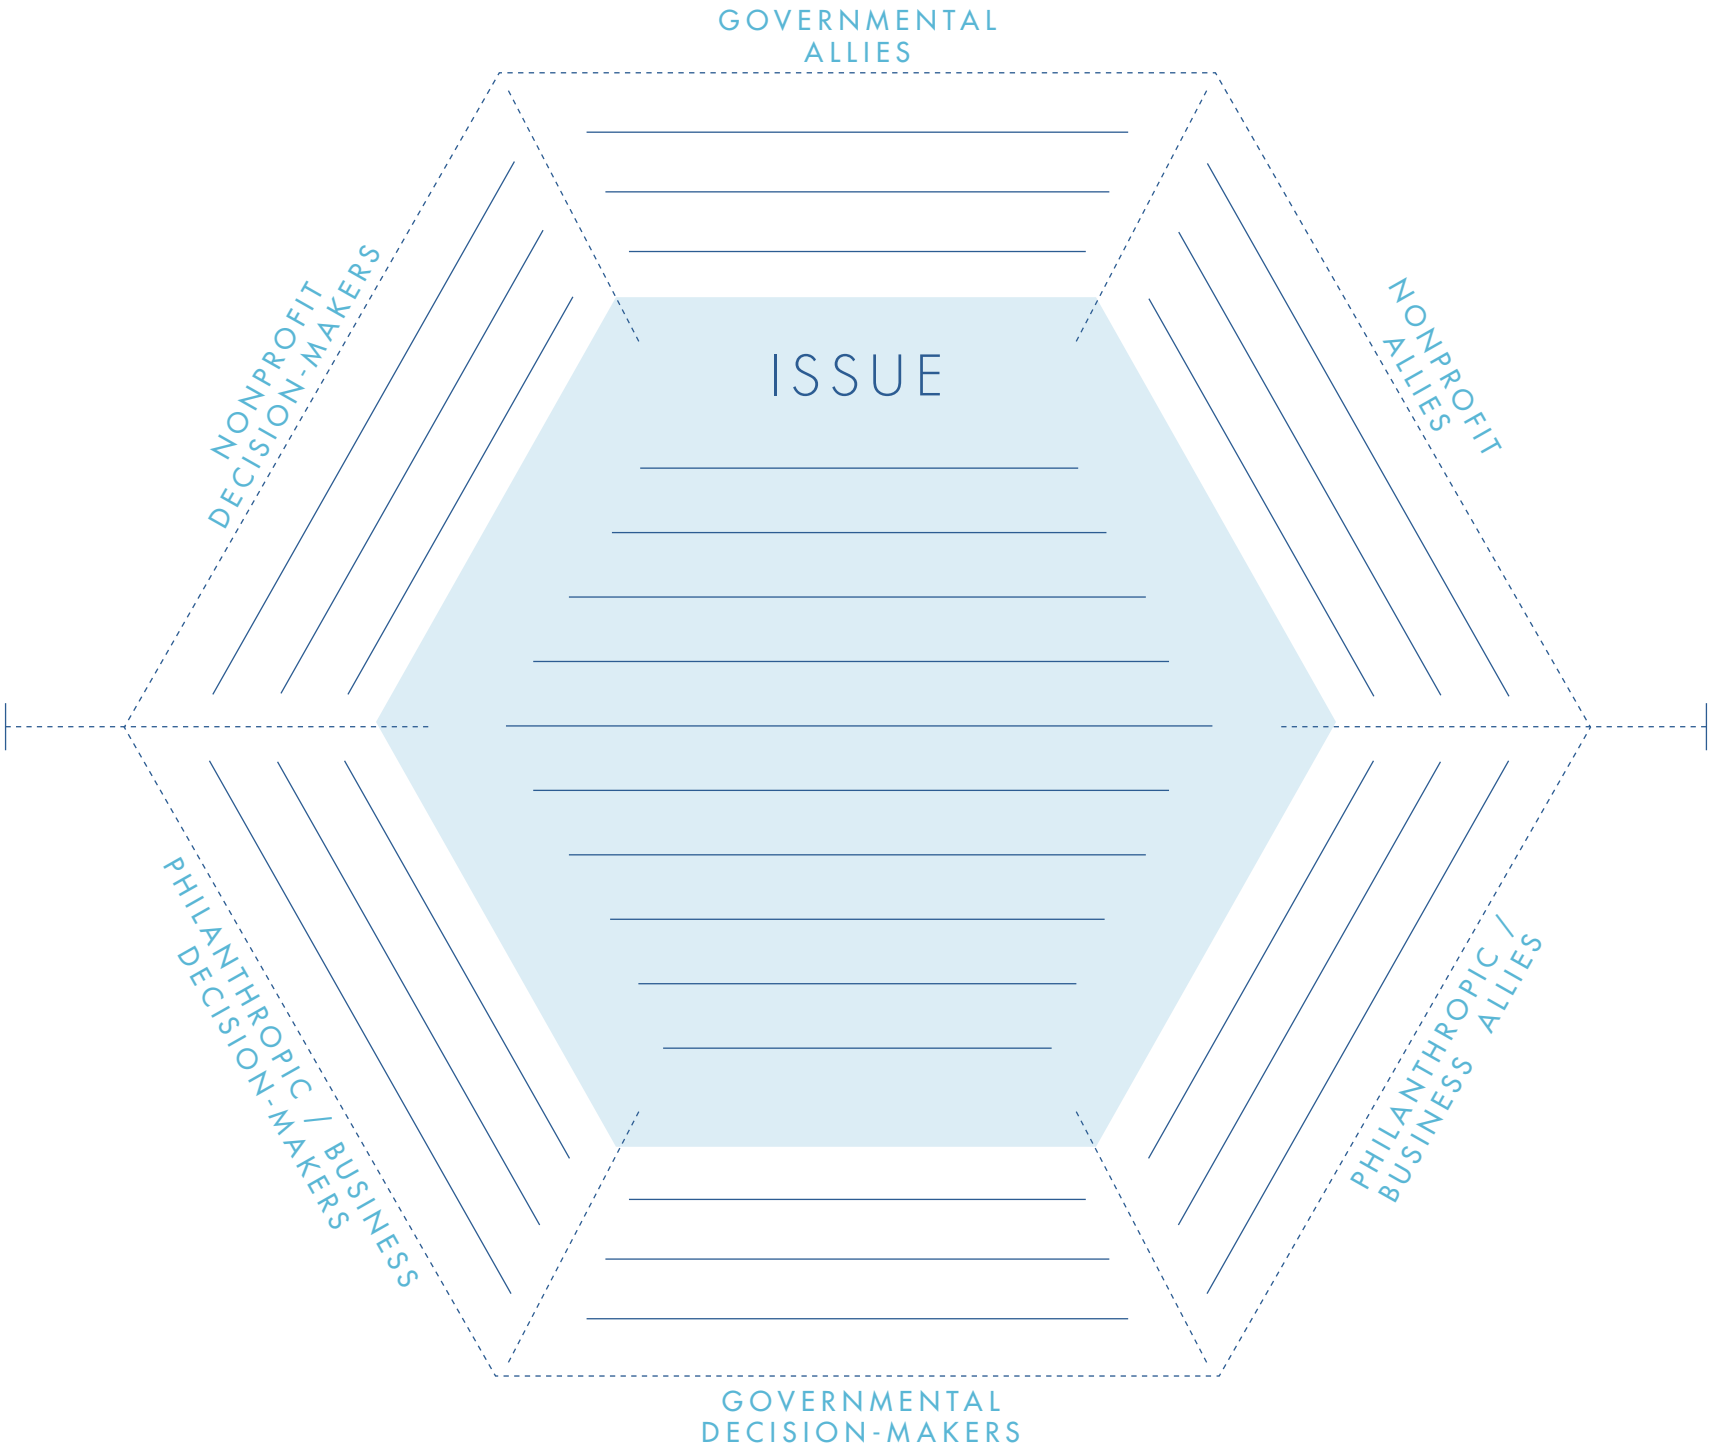 GOVERNMENTAL
ALLIES
NONPROFIT
DECISION-MAKERS
NONPROFIT
ALLIES
ISSUE
PHILANTHROPIC / BUSINESS
DECISION-MAKERS
PHILANTHROPIC /
BUSINESS ALLIES
GOVERNMENTAL
DECISION-MAKERS